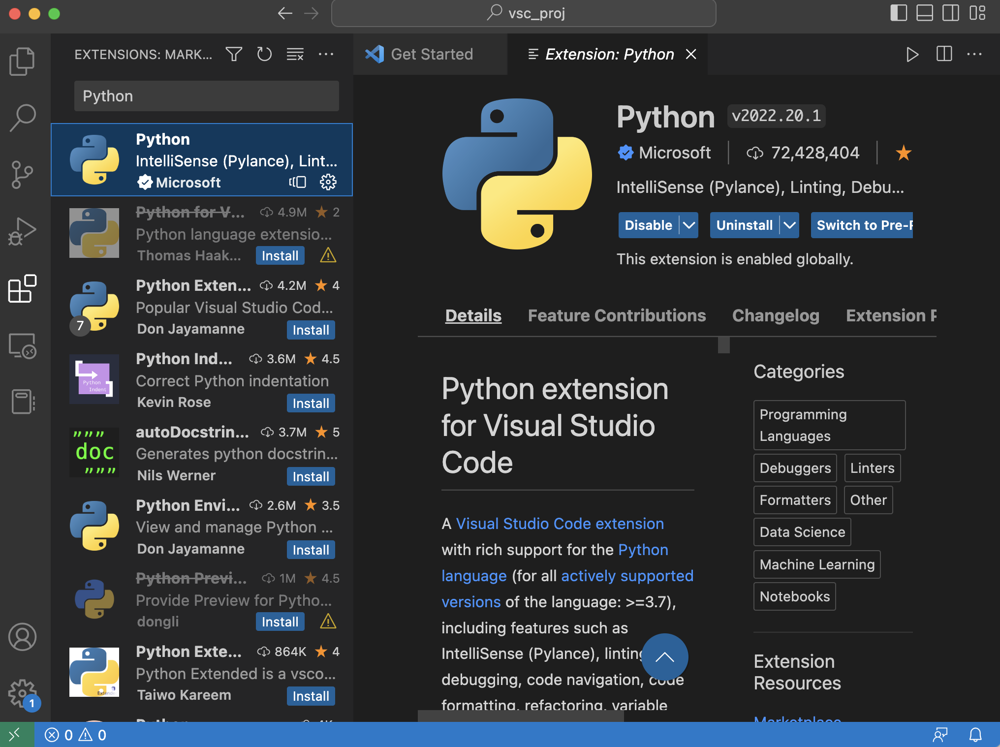 vsc_proj
EXTENSIONS: MARK...
Python
Python
IntelliSense (Pylance), Lint...
Microsoft
Python for V... 4.9M 2
Python language extensio...
Thomas Haak... Install
Python Exten... 4.2M 4
Popular Visual Studio Cod...
7
Don Jayamanne Install
Python Ind... 3.6M 4.5
Correct Python indentation
Python
Indent
Kevin Rose Install
autoDocstrin... 3.7M 5
"""
doc
"""
Generates python docstrin...
Nils Werner Install
Python Envi... 2.6M 3.5
View and manage Python ...
Don Jayamanne Install
Python Previ... 1M 4.5
Provide Preview for Pytho...
dongli Install
Python Exte... 864K 4
Python Extended is a vsco...
Taiwo Kareem Install
1
Get Started
Extension: Python
Python v2022.20.1
Microsoft 72,428,404
IntelliSense (Pylance), Linting, Debu...
Disable Uninstall Switch to Pre-
This extension is enabled globally.
Details Feature Contributions Changelog Extension
Python extension
for Visual Studio
Code
A Visual Studio Code extension
with rich support for the Python
language (for all actively supported
versions of the language: >=3.7),
including features such as
IntelliSense (Pylance), linting
debugging, code navigation, code
formatting, refactoring, variable
Categories
Programming
Languages
Debuggers Linters
Formatters Other
Data Science
Machine Learning
Notebooks
Extension
Resources
Marketplace
0 0